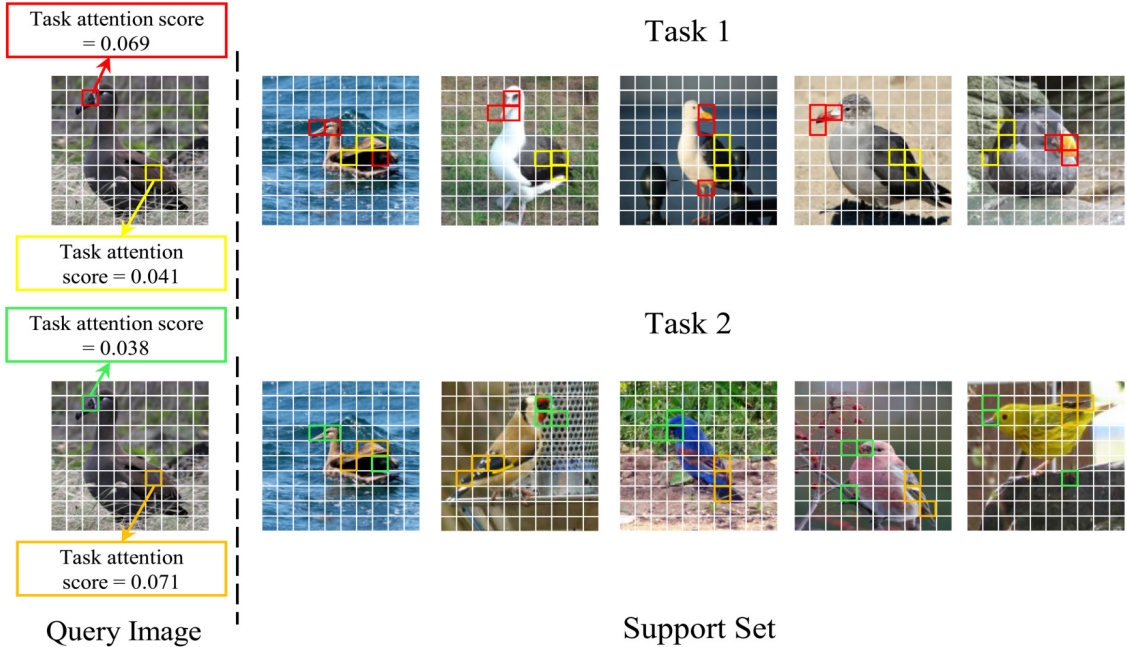 Task attention score
= 0.069
Task 1
Task attention
score = 0.041
Task attention score
= 0.038
Task 2
Task attention
score = 0.071
Query Image
Support Set